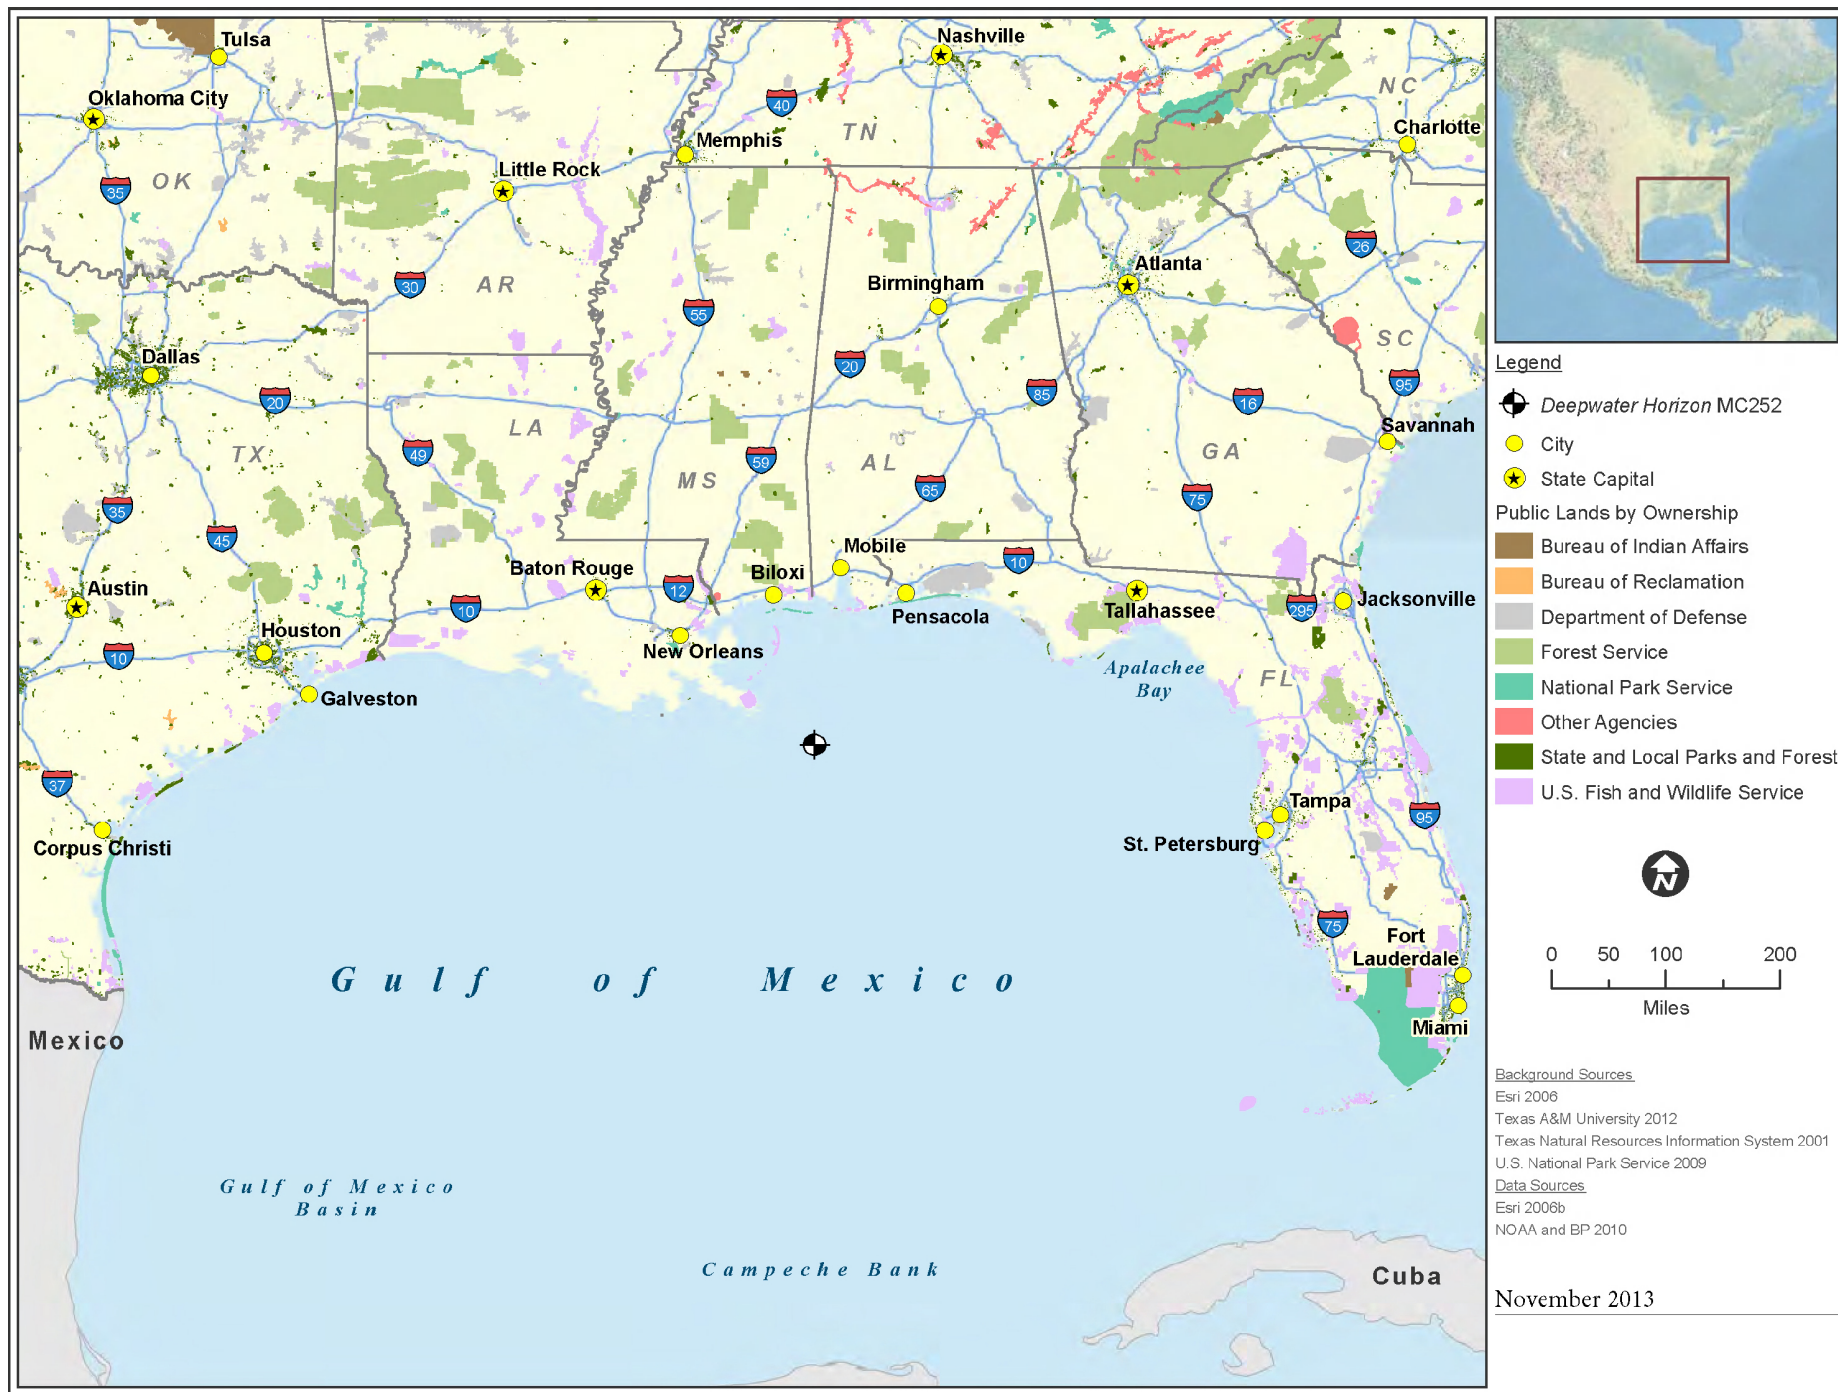 Tulsa
Nashville
Oklahoma City
40
NC
Memphis
TN
Charlotte
Little Rock
OK
35
26
Atlanta
30
AR
Birmingham
55
SC
Dallas
20
20
85
16
95
LA
Savannah
TX
49
59
AL
GA
MS
65
75
35
45
Mobile
10
Baton Rouge
Biloxi
Austin
12
Tallahassee
295
Jacksonville
10
Pensacola
Houston
New Orleans
10
Apalachee
Bay
FL
Galveston
37
Tampa
95
Corpus Christi
St. Petersburg
75
Fort
Lauderdale
Gulf of Mexico
Miami
Mexico
Gulf of Mexico
Basin
Campeche Bank
Cuba
Legend
Deepwater Horizon MC252
City
State Capital
Public Lands by Ownership
Bureau of Indian Affairs
Bureau of Reclamation
Department of Defense
Forest Service
National Park Service
Other Agencies
State and Local Parks and Forest
U.S. Fish and Wildlife Service
N
0 50 100 200
Miles
Background Sources
Esri 2006
Texas A&M University 2012
Texas Natural Resources Information System 2001
U.S. National Park Service 2009
Data Sources
Esri 2006b
NOAA and BP 2010
November 2013